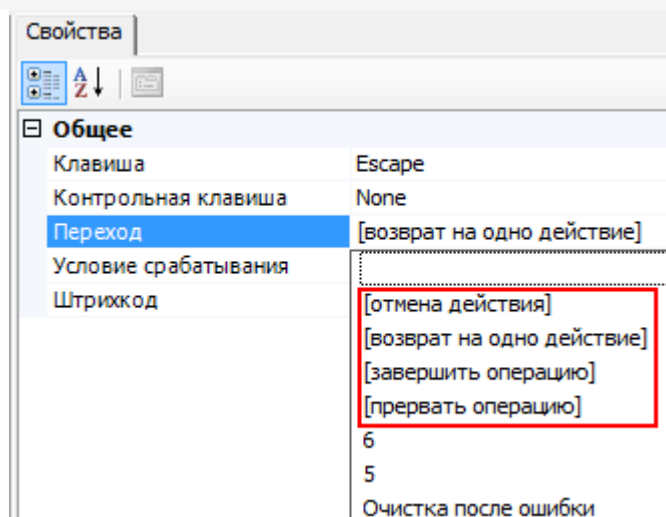 Свойства
Общее
Клавиша Escape
Контрольная клавиша None
Переход [возврат на одно действие]
Условие срабатывания
Штрихкод [отмена действия]
[возврат на одно действие]
[завершить операцию]
[прервать операцию]
6
5
Очистка после ошибки